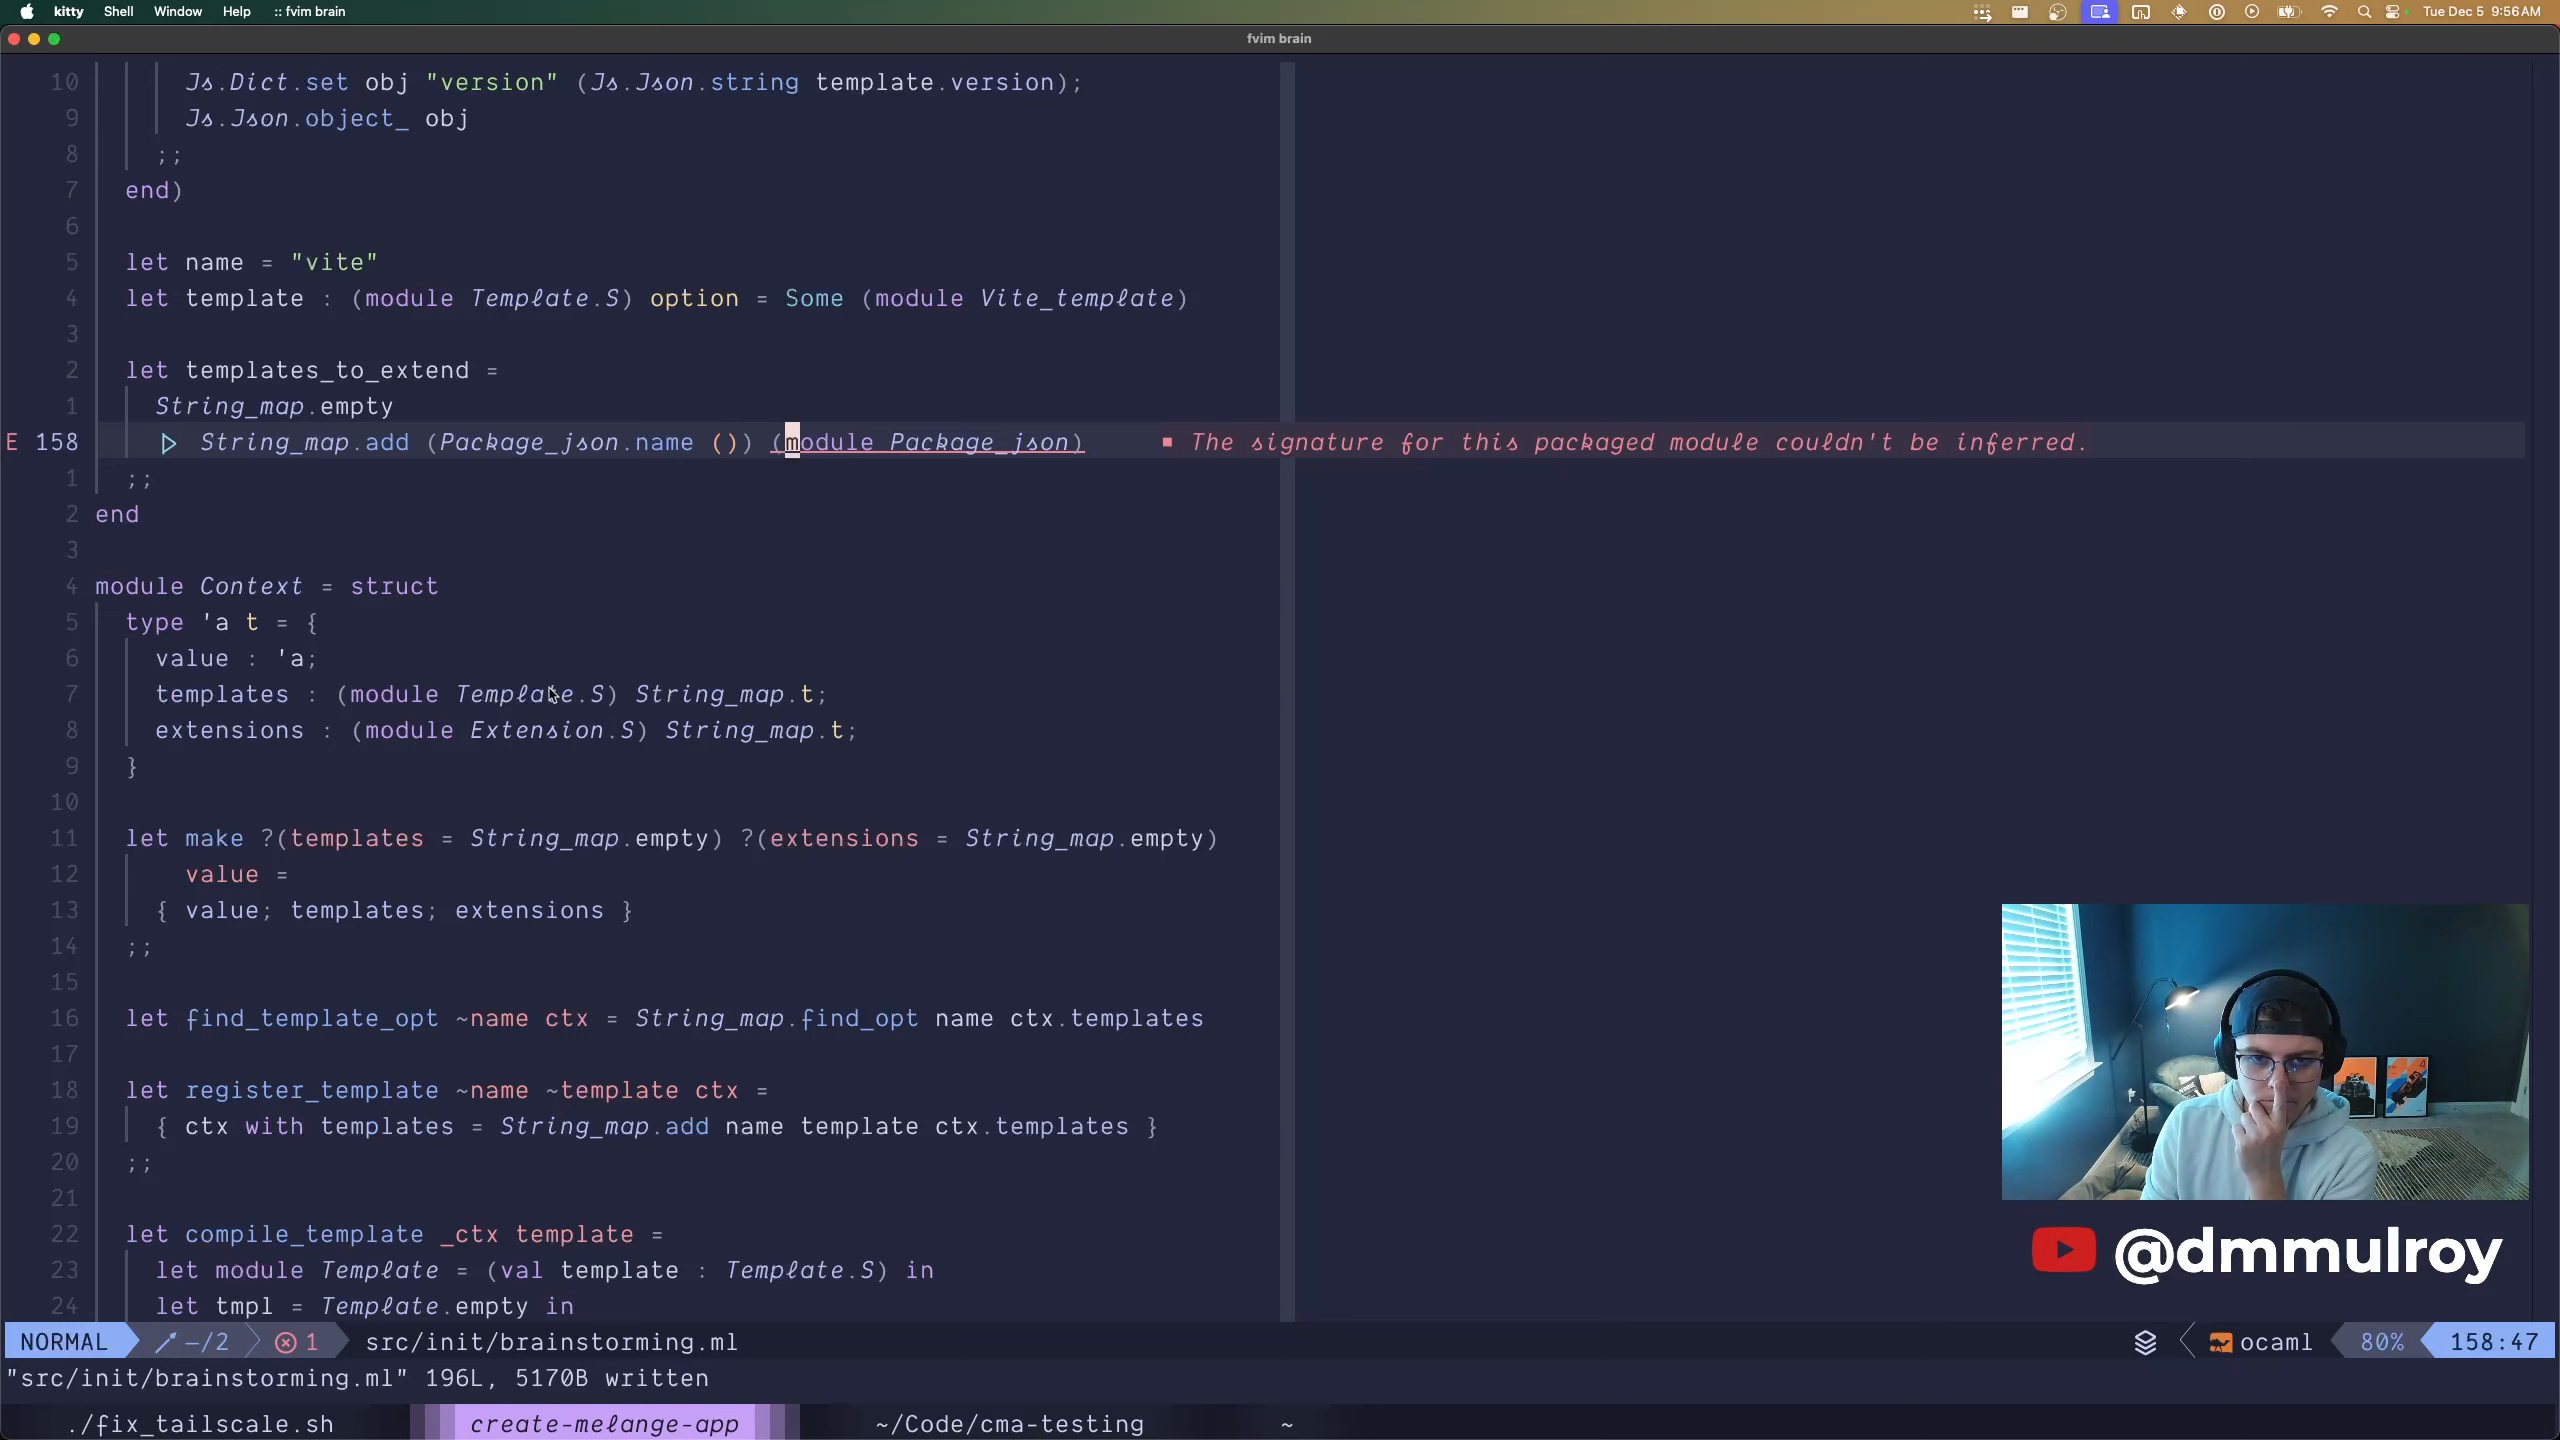 kitty Shell Window Help :: fvim brain Tue Dec 5 9:56 AM
fvim brain
10 Js.Dict.set obj "version" (Js.Json.string template.version);
9 Js.Json.object_ obj
8 ;;
7 end)
6
5 let name = "vite"
4 let template : (module Template.S) option = Some (module Vite_template)
3
2 let templates_to_extend =
1 String_map.empty
E 158 ▷ String_map.add (Package_json.name ()) (module Package_json) ■ The signature for this packaged module couldn't be inferred.
1 ;;
2 end
3
4 module Context = struct
5 type 'a t = {
6 value : 'a;
7 templates : (module Template.S) String_map.t;
8 extensions : (module Extension.S) String_map.t;
9 }
10
11 let make ?(templates = String_map.empty) ?(extensions = String_map.empty)
12 value =
13 { value; templates; extensions }
14 ;;
15
16 let find_template_opt ~name ctx = String_map.find_opt name ctx.templates
17
18 let register_template ~name ~template ctx =
19 { ctx with templates = String_map.add name template ctx.templates }
20 ;;
21
22 let compile_template _ctx template =
23 let module Template = (val template : Template.S) in
24 let tmpl = Template.empty in
@dmmulroy
NORMAL –/2 1 src/init/brainstorming.ml ocaml 80% 158:47
"src/init/brainstorming.ml" 196L, 5170B written
./fix_tailscale.sh create-melange-app ~/Code/cma-testing ~